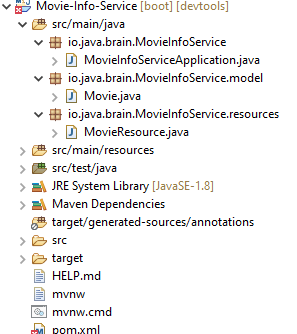 Movie-Info-Service [boot] [devtools]
src/main/java
io.java.brain.MovieInfoService
MovieInfoServiceApplication.java
io.java.brain.MovieInfoService.model
Movie.java
io.java.brain.MovieInfoService.resources
MovieResource.java
src/main/resources
src/test/java
JRE System Library [JavaSE-1.8]
Maven Dependencies
target/generated-sources/annotations
src
target
HELP.md
mvnw
mvnw.cmd
pom.xml